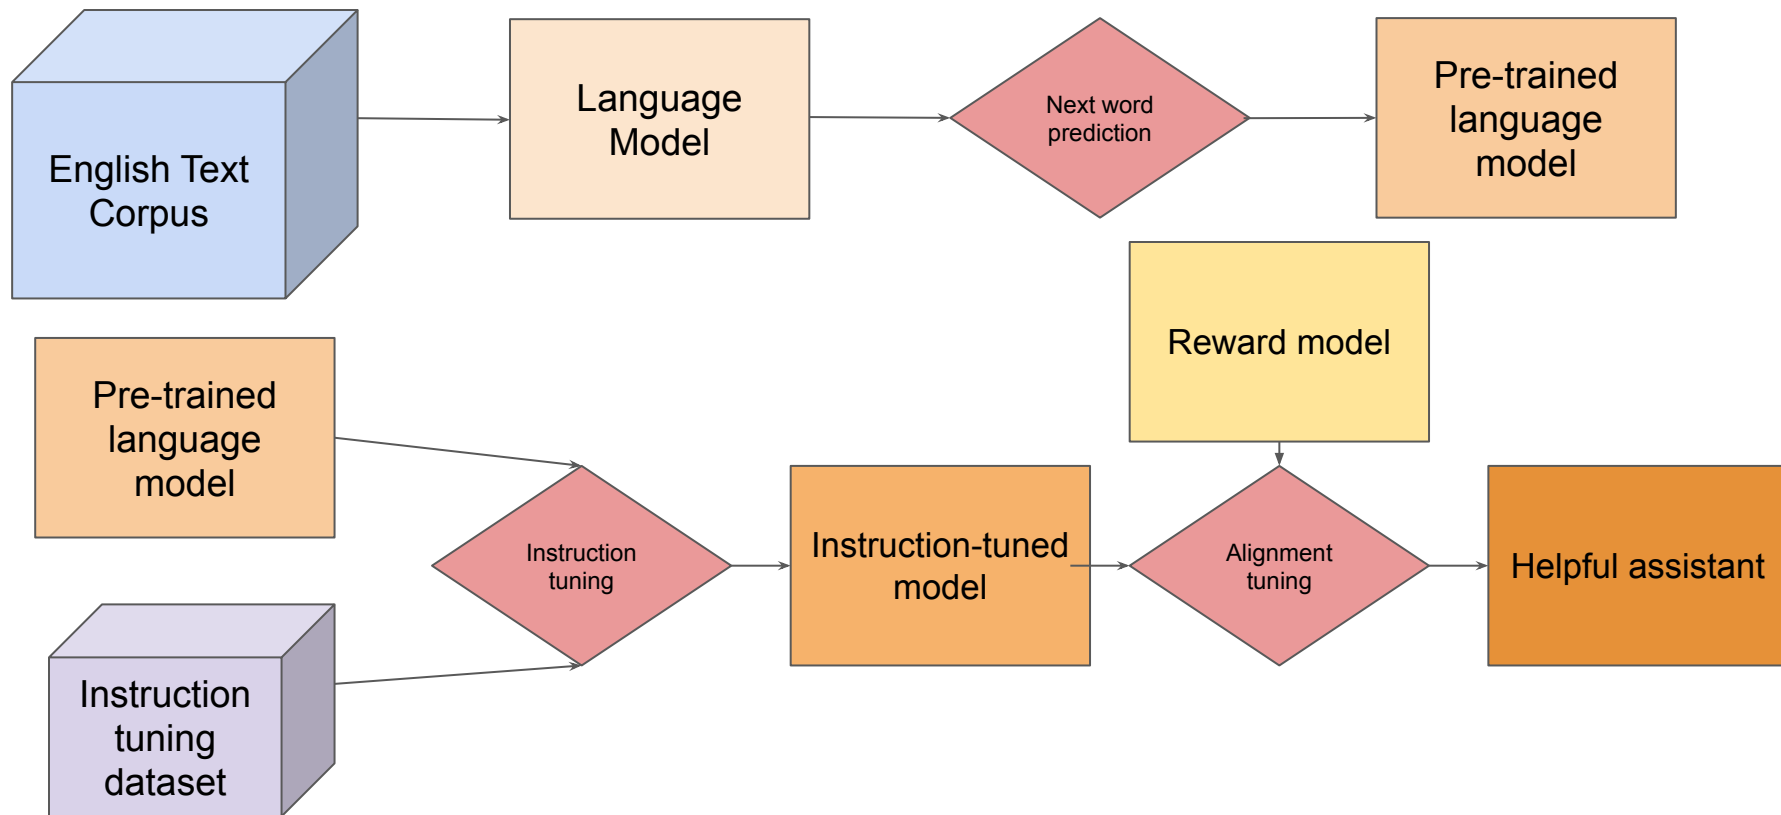 English Text
Corpus
Language
Model
Next word
prediction
Pre-trained
language
model
Reward model
Pre-trained
language
model
Instruction
tuning
Instruction-tuned
model
Alignment
tuning
Helpful assistant
Instruction
tuning
dataset